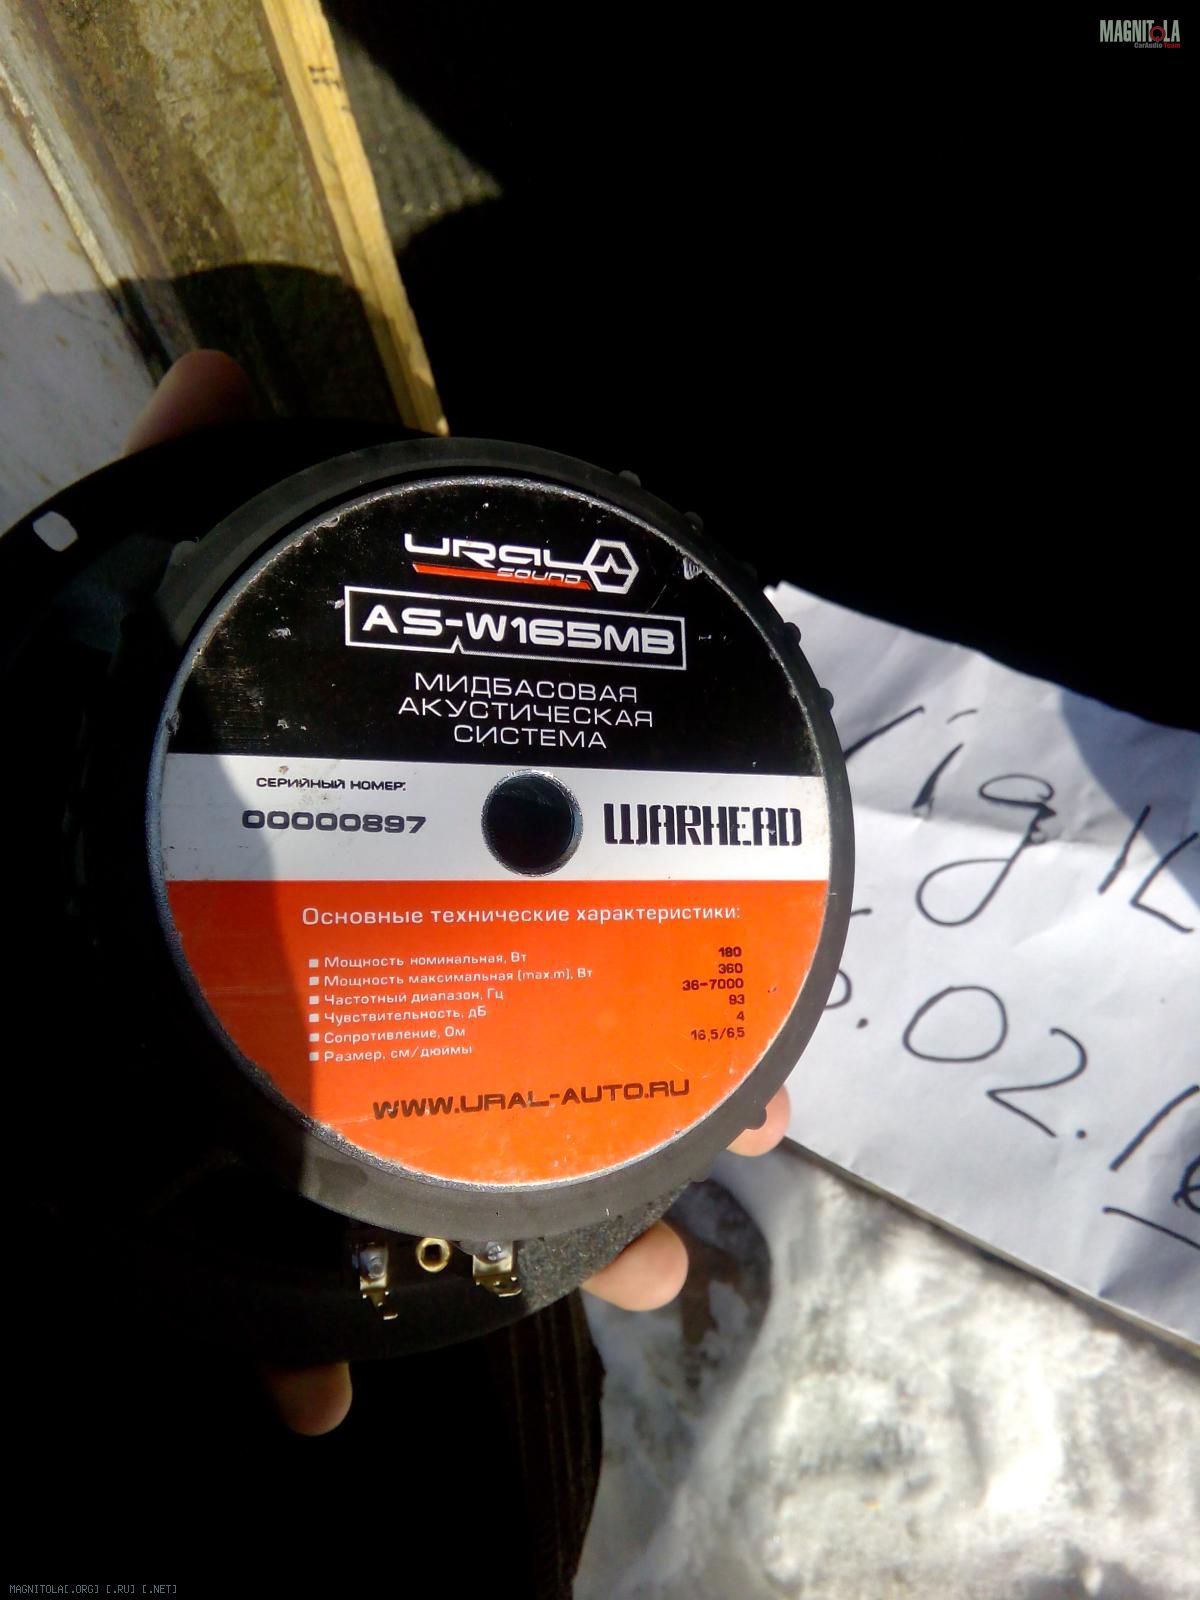 MAGNITOLA
CarAudio Team
URAL
SOUND
AS-W165MB
МИДБАСОВАЯ
АКУСТИЧЕСКАЯ
СИСТЕМА
СЕРИЙНЫЙ НОМЕР:
00000897
WARHEAD
Основные технические характеристики:
Мощность номинальная, Вт 180
Мощность максимальная (max.m), Вт 360
Частотный диапазон, Гц 36-7000
Чувствительность, дБ 93
Сопротивление, Ом 4
Размер, см/дюймы 16,5/6,5
WWW.URAL-AUTO.RU
.02.
MAGNITOLA[.ORG] [.RU] [.NET]